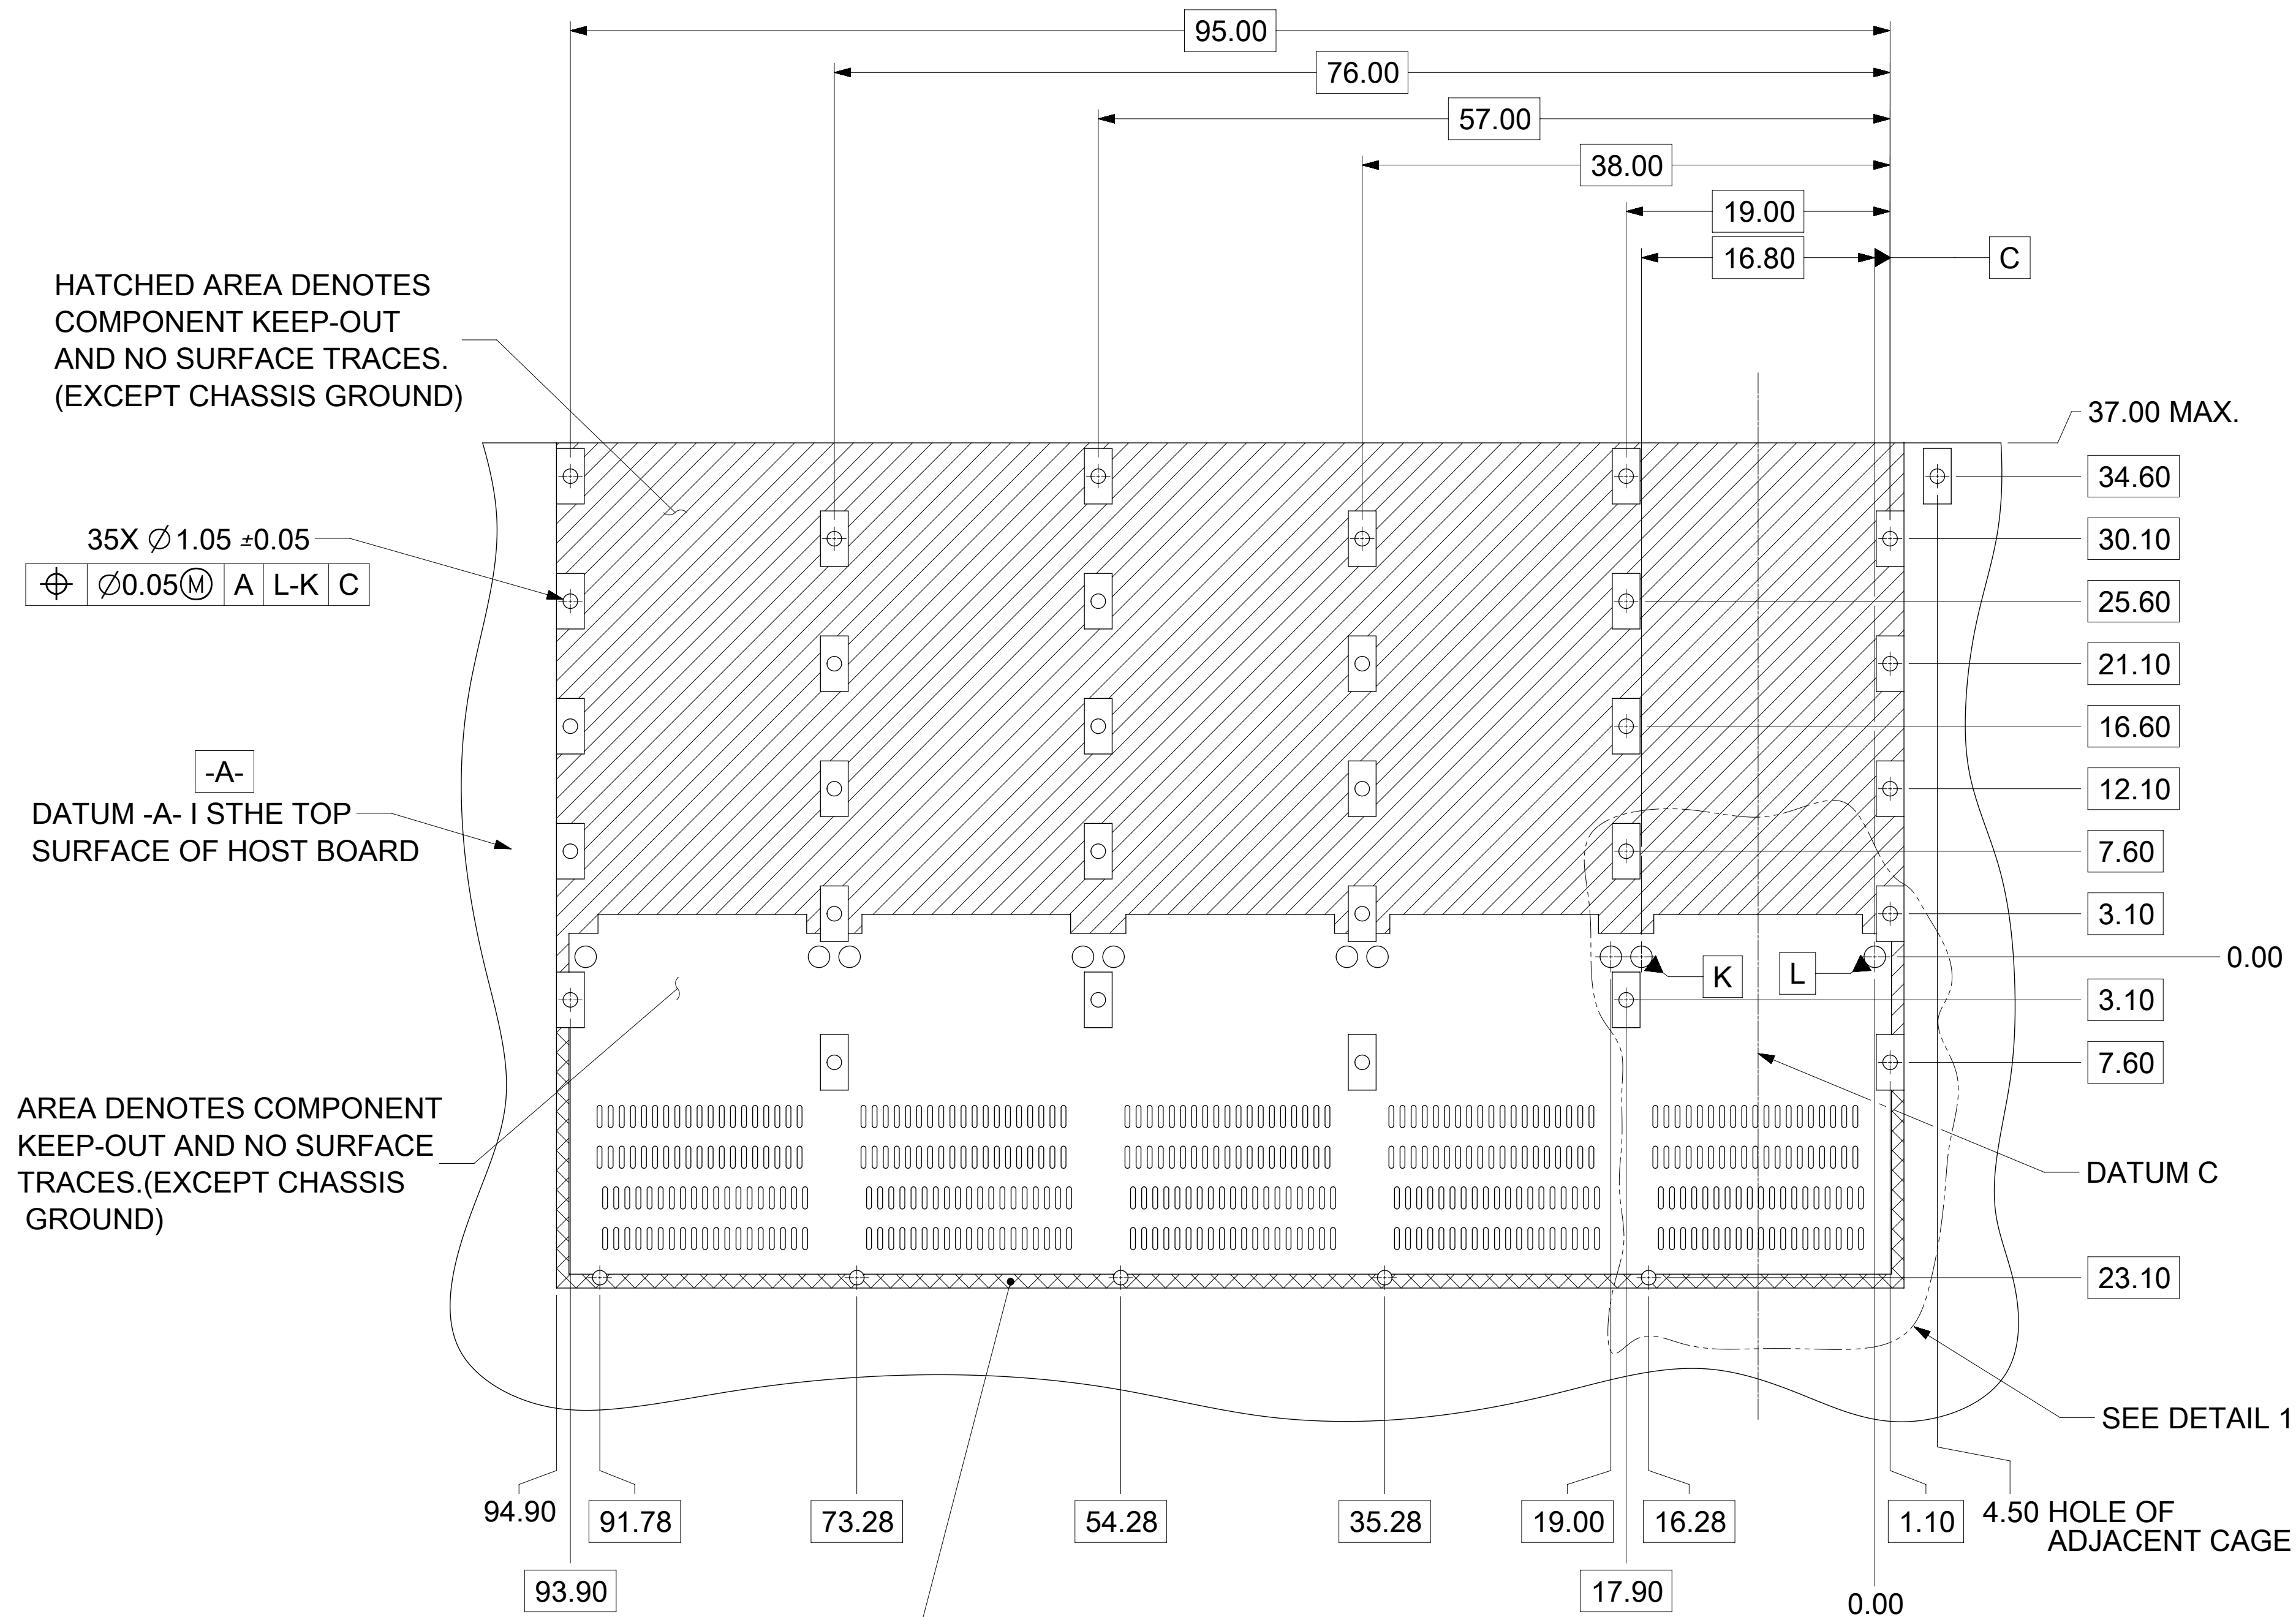 95.00
76.00
57.00
38.00
19.00
16.80
C
HATCHED AREA DENOTES
COMPONENT KEEP-OUT
AND NO SURFACE TRACES.
(EXCEPT CHASSIS GROUND)
37.00 MAX.
34.60
35X ∅1.05 ±0.05
⌖ ∅0.05Ⓜ A L-K C
30.10
25.60
21.10
16.60
-A-
DATUM -A- I STHE TOP
SURFACE OF HOST BOARD
12.10
7.60
3.10
0.00
K
L
3.10
7.60
AREA DENOTES COMPONENT
KEEP-OUT AND NO SURFACE
TRACES.(EXCEPT CHASSIS
GROUND)
DATUM C
23.10
SEE DETAIL 1
94.90
91.78
73.28
54.28
35.28
19.00
16.28
1.10
4.50 HOLE OF
ADJACENT CAGE
93.90
17.90
0.00